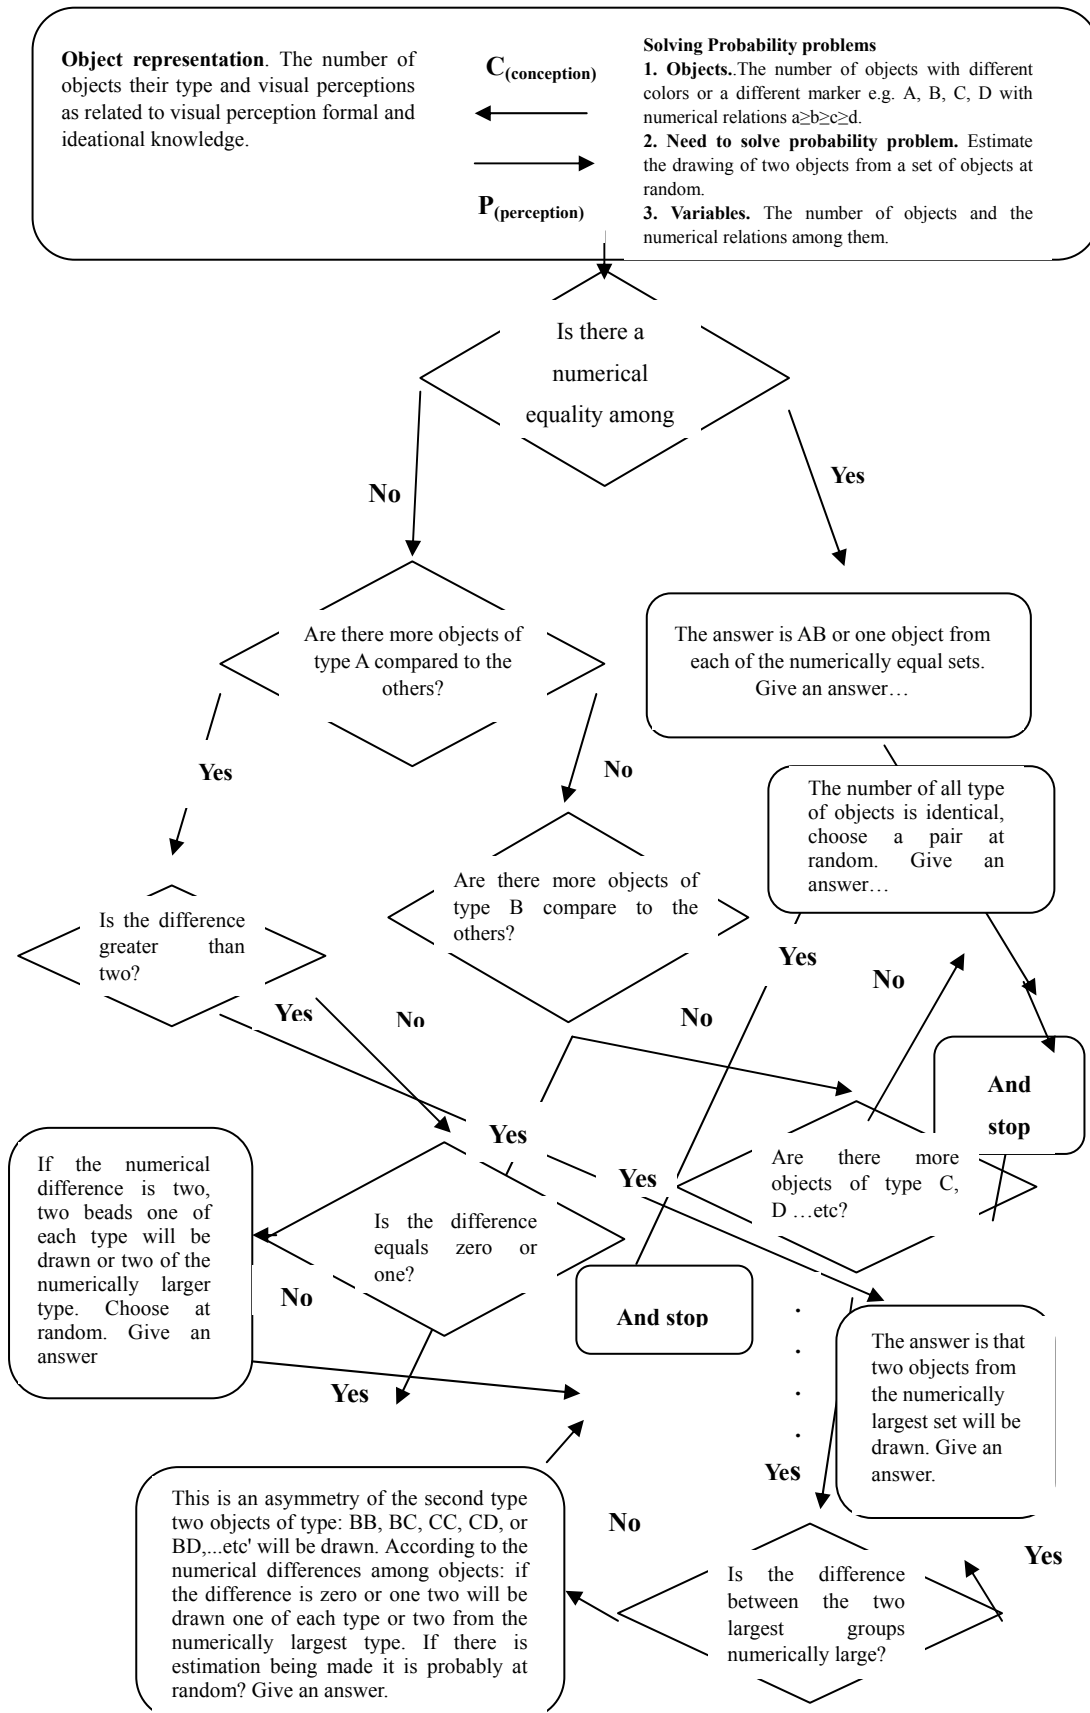 Object representation. The number of
objects their type and visual perceptions
as related to visual perception formal and
ideational knowledge.
C(conception)
P(perception)
Solving Probability problems
1. Objects..The number of objects with different
colors or a different marker e.g. A, B, C, D with
numerical relations a≥b≥c≥d.
2. Need to solve probability problem. Estimate
the drawing of two objects from a set of objects at
random.
3. Variables. The number of objects and the
numerical relations among them.
Is there a
numerical
equality among
No
Yes
Are there more objects of
type A compared to the
others?
The answer is AB or one object from
each of the numerically equal sets.
Give an answer…
Yes
No
The number of all type
of objects is identical,
choose a pair at
random. Give an
answer…
Are there more objects of
type B compare to the
others?
Is the difference
greater than
two?
Yes
No
Yes
No
No
And
stop
Yes
Yes
Are there more
objects of type C,
D …etc?
If the numerical
difference is two,
two beads one of
each type will be
drawn or two of the
numerically larger
type. Choose at
random. Give an
answer
Is the difference
equals zero or
one?
No
And stop
The answer is that
two objects from
the numerically
largest set will be
drawn. Give an
answer.
Yes
.
.
.
.
Yes
This is an asymmetry of the second type
two objects of type: BB, BC, CC, CD, or
BD,...etc' will be drawn. According to the
numerical differences among objects: if
the difference is zero or one two will be
drawn one of each type or two from the
numerically largest type. If there is
estimation being made it is probably at
random? Give an answer.
No
Yes
Is the difference
between the two
largest groups
numerically large?